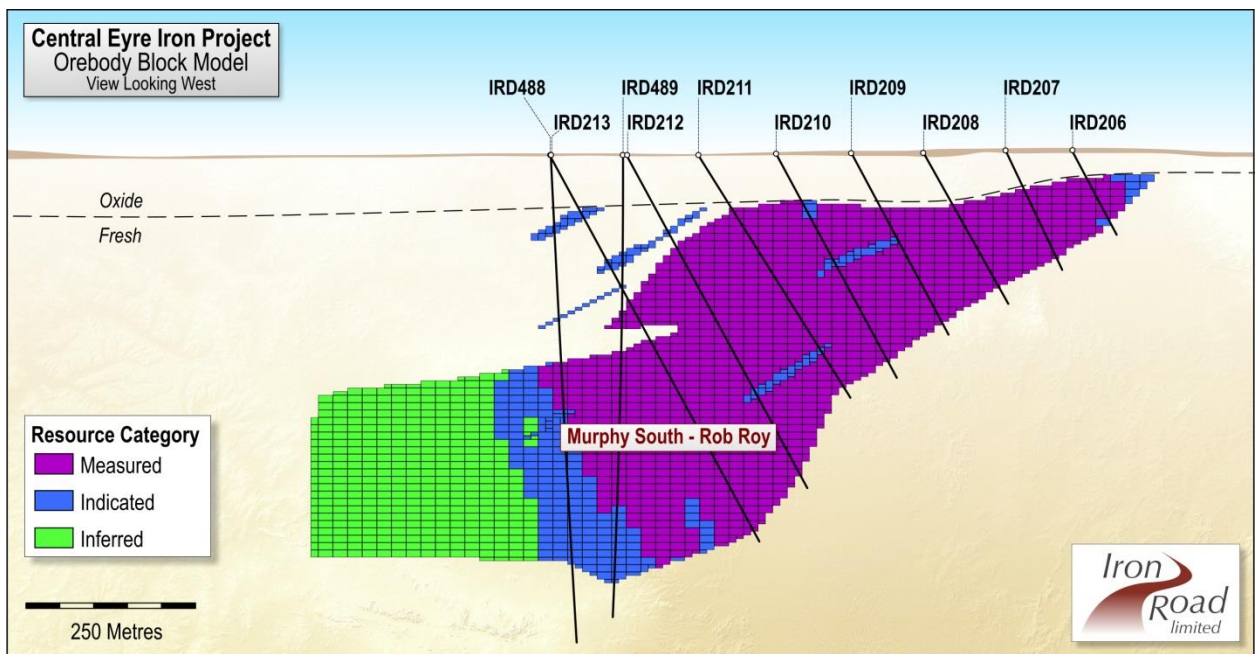 Central Eyre Iron Project
Orebody Block Model
View Looking West
IRD488
IRD489
IRD211
IRD209
IRD207
IRD213
IRD212
IRD210
IRD208
IRD206
Oxide
Fresh
Murphy South - Rob Roy
Resource Category
Measured
Indicated
Inferred
250 Metres
Iron
Road
limited